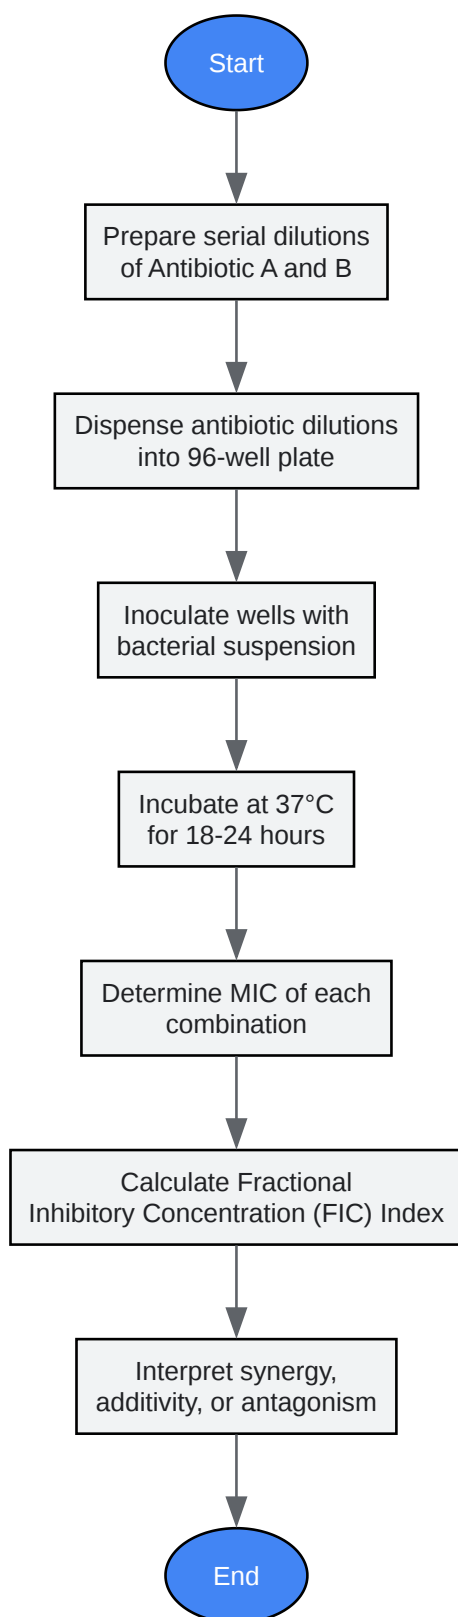 Start
Prepare serial dilutions
of Antibiotic A and B
Dispense antibiotic dilutions
into 96-well plate
Inoculate wells with
bacterial suspension
Incubate at 37°C
for 18-24 hours
Determine MIC of each
combination
Calculate Fractional
Inhibitory Concentration (FIC) Index
Interpret synergy,
additivity, or antagonism
End